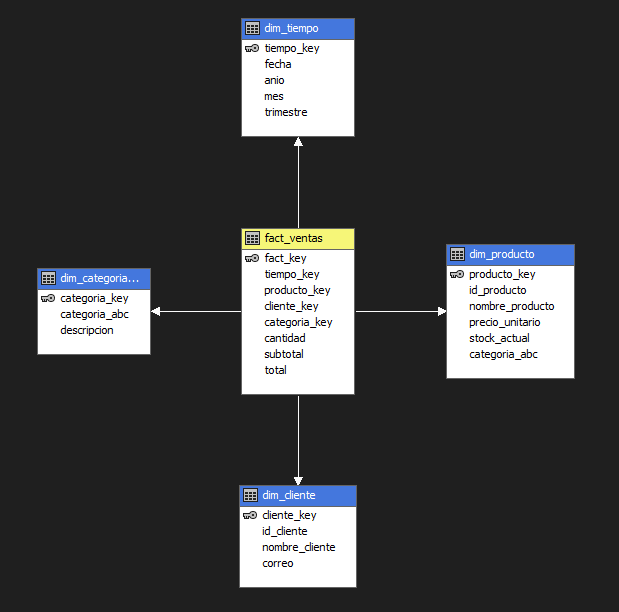 dim_tiempo
tiempo_key
fecha
anio
mes
trimestre
fact_ventas
fact_key
tiempo_key
producto_key
cliente_key
categoria_key
cantidad
subtotal
total
dim_categoria...
categoria_key
categoria_abc
descripcion
dim_producto
producto_key
id_producto
nombre_producto
precio_unitario
stock_actual
categoria_abc
dim_cliente
cliente_key
id_cliente
nombre_cliente
correo